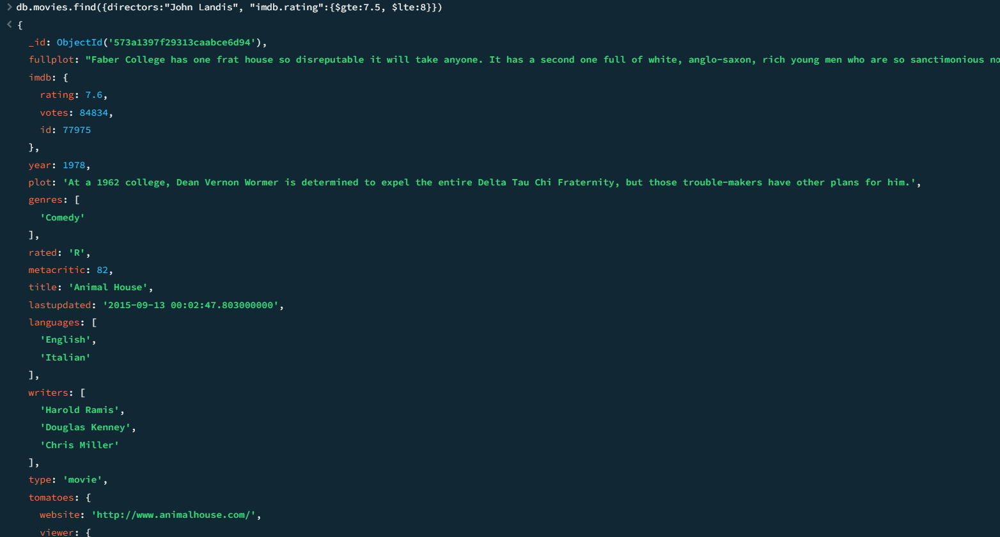 > db.movies.find({directors:"John Landis", "imdb.rating":{$gte:7.5, $lte:8}})
< {
_id: ObjectId('573a1397f29313caabce6d94'),
fullplot: "Faber College has one frat house so disreputable it will take anyone. It has a second one full of white, anglo-saxon, rich young men who are so sanctimonious no
imdb: {
rating: 7.6,
votes: 84834,
id: 77975
},
year: 1978,
plot: 'At a 1962 college, Dean Vernon Wormer is determined to expel the entire Delta Tau Chi Fraternity, but those trouble-makers have other plans for him.',
genres: [
'Comedy'
],
rated: 'R',
metacritic: 82,
title: 'Animal House',
lastupdated: '2015-09-13 00:02:47.803000000',
languages: [
'English',
'Italian'
],
writers: [
'Harold Ramis',
'Douglas Kenney',
'Chris Miller'
],
type: 'movie',
tomatoes: {
website: 'http://www.animalhouse.com/',
viewer: {